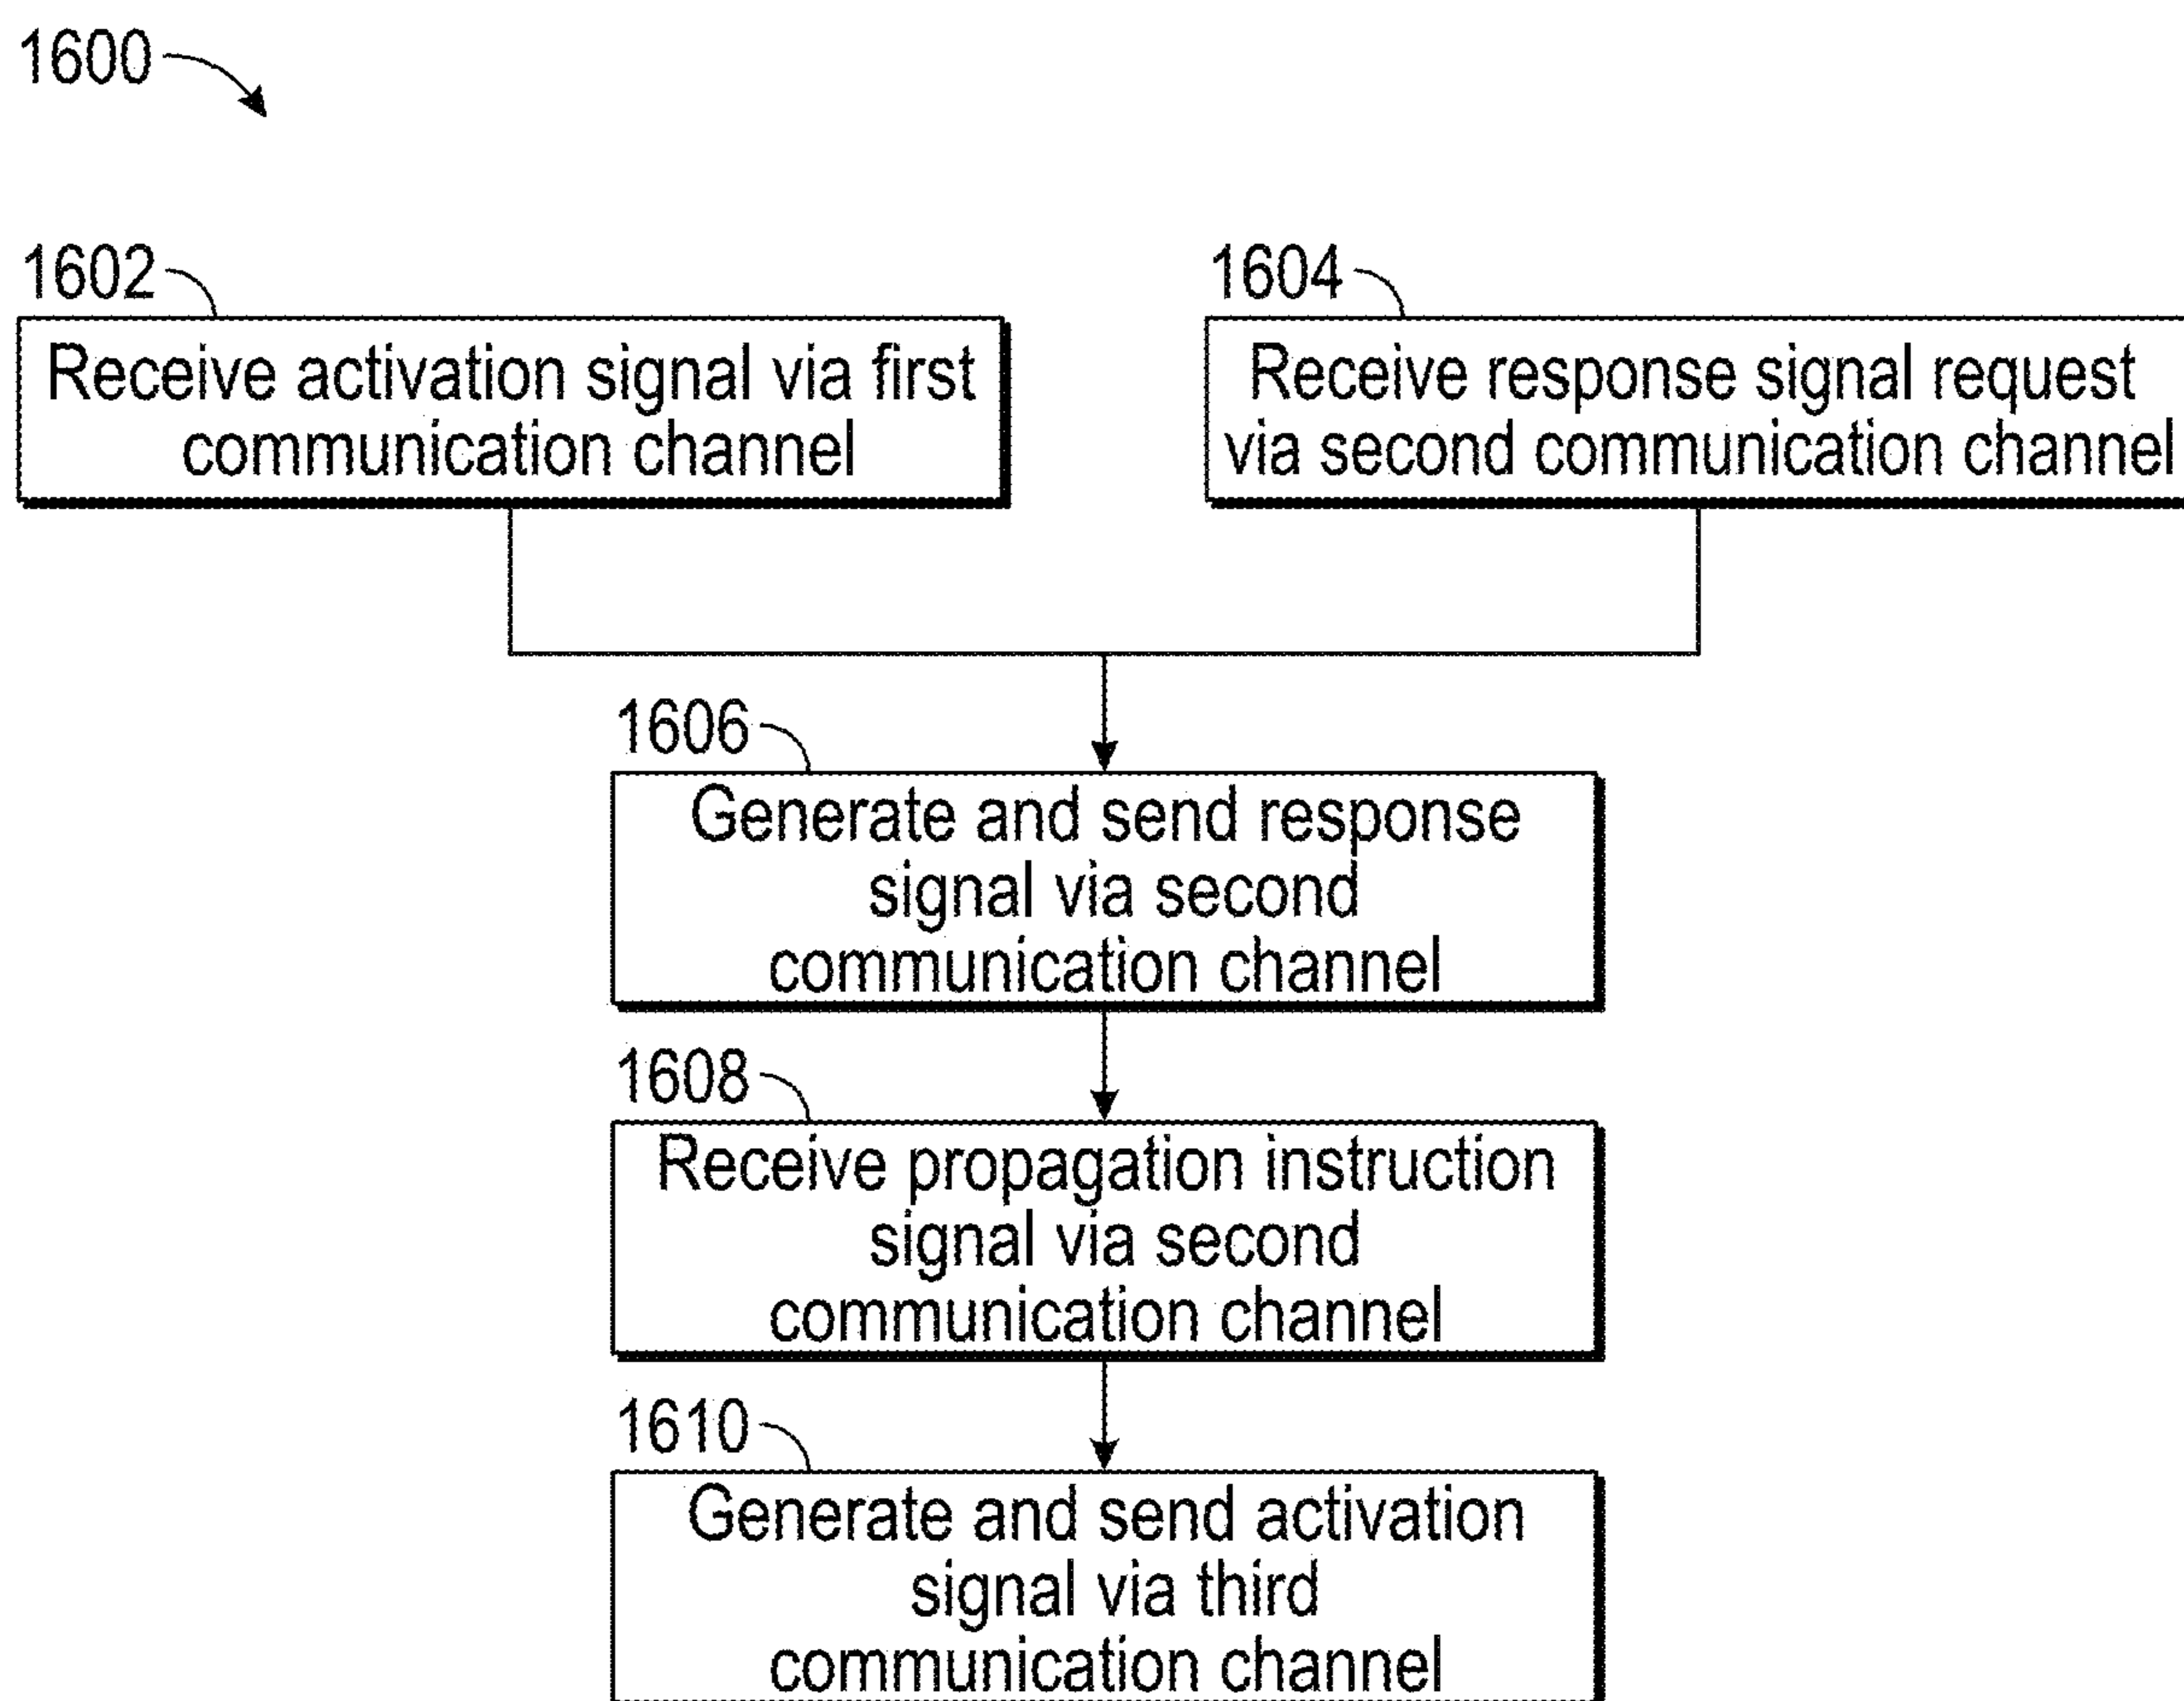 1600
1602
Receive activation signal via first
communication channel
1604
Receive response signal request
via second communication channel
1606
Generate and send response
signal via second
communication channel
1608
Receive propagation instruction
signal via second
communication channel
1610
Generate and send activation
signal via third
communication channel